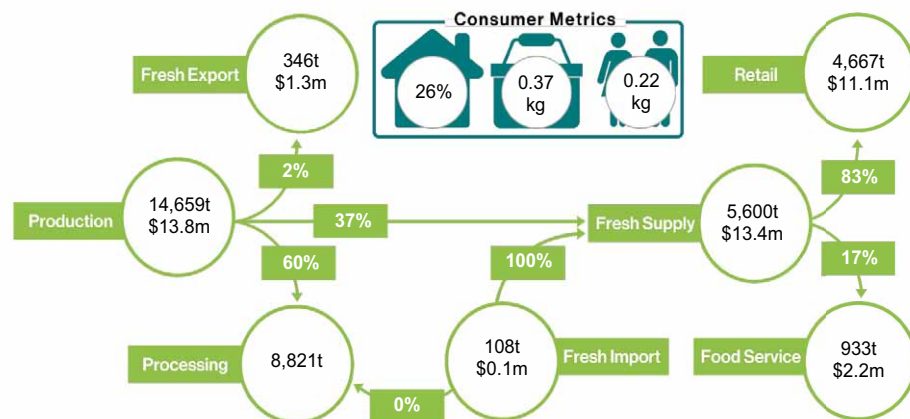 Consumer Metrics
26%
0.37
kg
0.22
kg
Fresh Export
346t
$1.3m
Retail
4,667t
$11.1m
2%
83%
Production
14,659t
$13.8m
37%
Fresh Supply
5,600t
$13.4m
60%
100%
17%
Processing
8,821t
108t
$0.1m
Fresh Import
Food Service
933t
$2.2m
0%